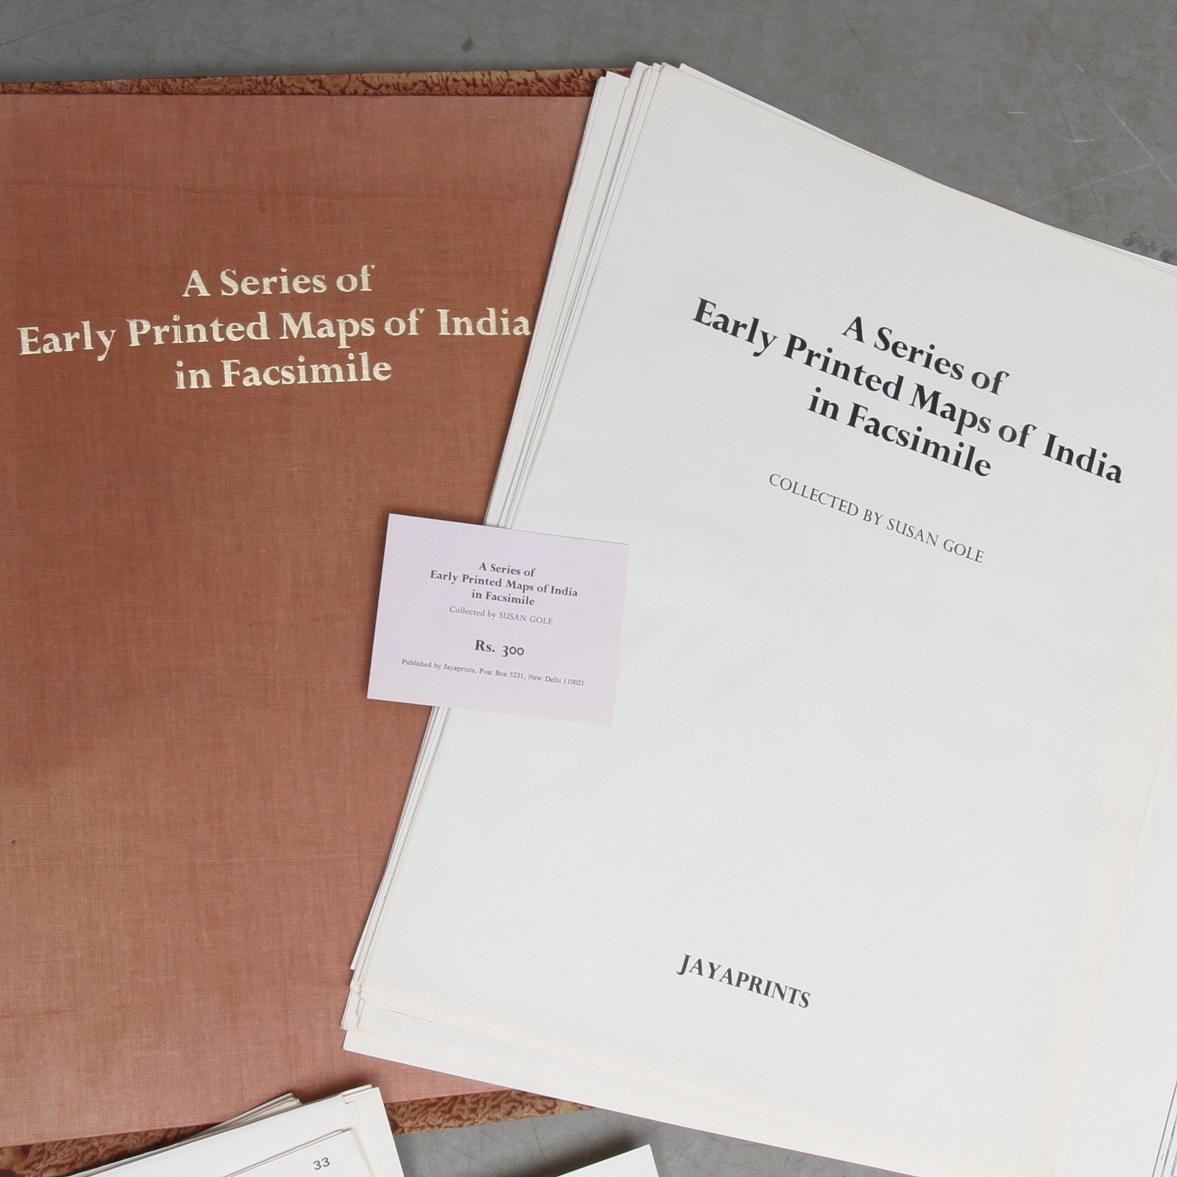 A Series of
Early Printed Maps of India
in Facsimile
A Series of
Early Printed Maps of India
in Facsimile
COLLECTED BY SUSAN GOLE
JAYAPRINTS
A Series of
Early Printed Maps of India
in Facsimile
Collected by SUSAN GOLE
Rs. 300
Published by Jayaprints, Post Box 5231, New Delhi 110021
33